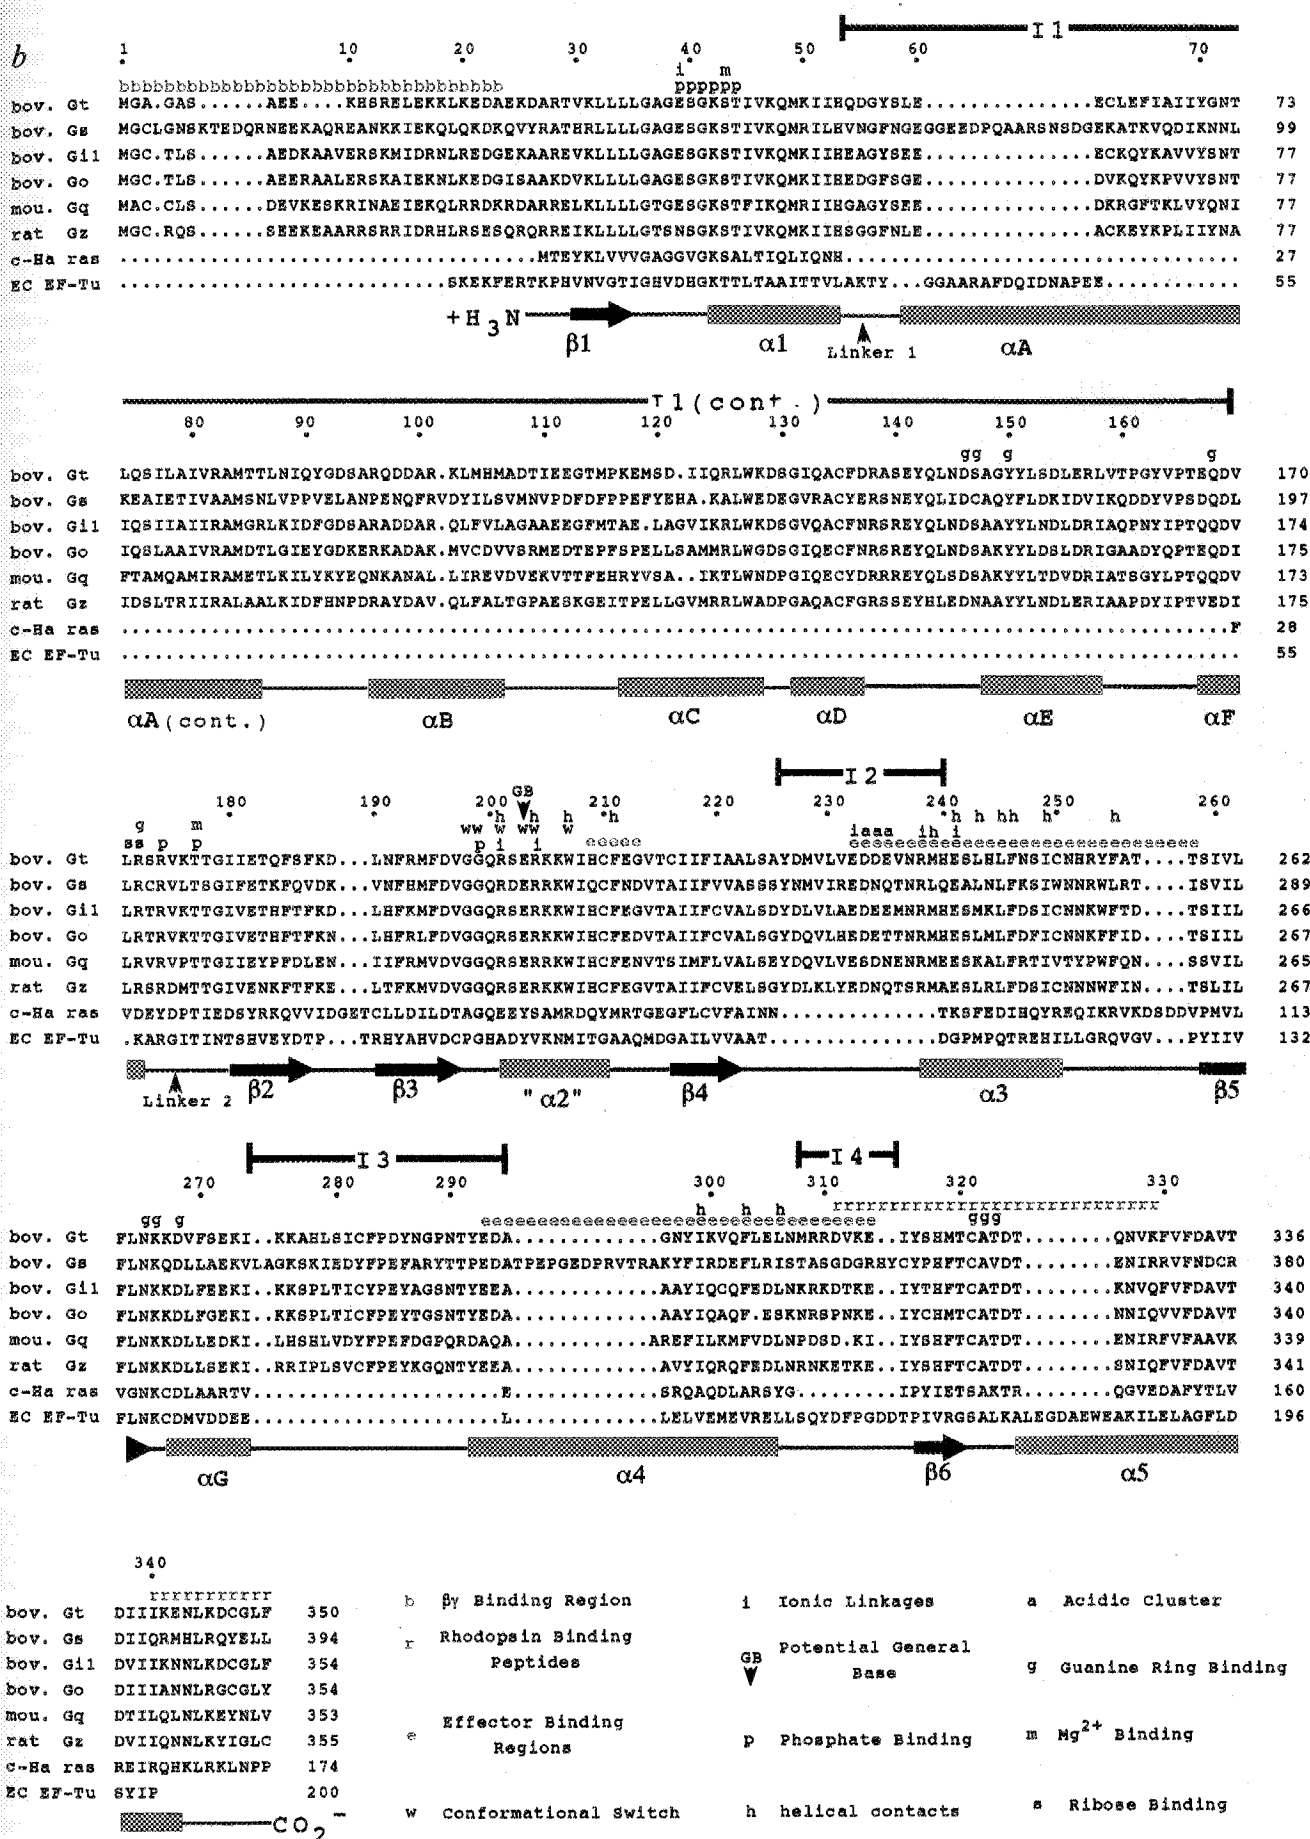 b
I 1
1 10 20 30 40 50 60 70
i m
bbbbbbbbbbbbbbbbbbbbbbbbbbbbbbbbbb pppppp
bov. Gt MGA.GAS......AEE....KHSRELEKKLKEDAEKDARTVKLLLLGAGESGKSTIVKQMKIIHQDGYSLE...............ECLEFIAIIYGNT 73
bov. Gs MGCLGNSKTEDQRNEEKAQREANKKIEKQLQKDKQVYRATHRLLLLGAGESGKSTIVKQMRILHVNGFNGEGGEEDPQAARSNSDGEKATKVQDIKNNL 99
bov. Gi1 MGC.TLS......AEDKAAVERSKMIDRNLREDGEKAAREVKLLLLGAGESGKSTIVKQMKIIHEAGYSEE...............ECKQYKAVVYSNT 77
bov. Go MGC.TLS......AEERAALERSKAIEKNLKEDGISAAKDVKLLLLGAGESGKSTIVKQMKIIHEDGFSGE...............DVKQYKPVVYSNT 77
mou. Gq MAC.CLS......DEVKESKRINAEIEKQLRRDKRDARRELKLLLLGTGESGKSTFIKQMRIIHGAGYSEE...............DKRGFTKLVYQNI 77
rat Gz MGC.RQS......SEEKEAARRSRRIDRHLRSESQRQRREIKLLLLGTSNSGKSTIVKQMKIIHSGGFNLE...............ACKEYKPLIIYNA 77
c-Ha ras .....................................MTEYKLVVVGAGGVGKSALTIQLIQNH................................... 27
EC EF-Tu .............................SKEKFERTKPHVNVGTIGHVDHGKTTLTAAITTVLAKTY...GGAARAFDQIDNAPEE............ 55
+H3N β1 α1 Linker 1 αA
I 1 (cont.)
80 90 100 110 120 130 140 150 160
gg g g
bov. Gt LQSILAIVRAMTTLNIQYGDSARQDDAR.KLMHMADTIEEGTMPKEMSD.IIQRLWKDSGIQACFDRASEYQLNDSAGYYLSDLERLVTPGYVPTEQDV 170
bov. Gs KEAIETIVAAMSNLVPPVELANPENQFRVDYILSVMNVPDFDFPPEFYEHA.KALWEDEGVRACYERSNEYQLIDCAQYFLDKIDVIKQDDYVPSDQDL 197
bov. Gi1 IQSIIAIIRAMGRLKIDFGDSARADDAR.QLFVLAGAAEEGFMTAE.LAGVIKRLWKDSGVQACFNRSREYQLNDSAAYYLNDLDRIAQPNYIPTQQDV 174
bov. Go IQSLAAIVRAMDTLGIEYGDKERKADAK.MVCDVVSRMEDTEPFSPELLSAMMRLWGDSGIQECFNRSREYQLNDSAKYYLDSLDRIGAADYQPTEQDI 175
mou. Gq FTAMQAMIRAMETLKILYKYEQNKANAL.LIREVDVEKVTTFEHRYVSA..IKTLWNDPGIQECYDRRREYQLSDSAKYYLTDVDRIATSGYLPTQQDV 173
rat Gz IDSLTRIIRALAALKIDFHNPDRAYDAV.QLFALTGPAESKGEITPELLGVMRRLWADPGAQACFGRSSEYHLEDNAAYYLNDLERIAAPDYIPTVEDI 175
c-Ha ras ..................................................................................................F 28
EC EF-Tu ................................................................................................... 55
αA (cont.) αB αC αD αE αF
I 2
180 190 200 GB 210 220 230 240 250 260
g m h h h h h hh h h
ww w ww w iaaa ih i
ss p p p i i eeeee eeeeeeeeeeeeeeeeeeeeeeeeeeeeeee
bov. Gt LRSRVKTTGIIETQFSFKD...LNFRMFDVGGQRSERKKWIHCFEGVTCIIFIAALSAYDMVLVEDDEVNRMHESLHLFNSICNHRYFAT....TSIVL 262
bov. Gs LRCRVLTSGIFETKFQVDK...VNFHMFDVGGQRDERRKWIQCFNDVTAIIFVVASSSYNMVIREDNQTNRLQEALNLFKSIWNNRWLRT....ISVIL 289
bov. Gi1 LRTRVKTTGIVETHFTFKD...LHFKMFDVGGQRSERKKWIHCFEGVTAIIFCVALSDYDLVLAEDEEMNRMHESMKLFDSICNNKWFTD....TSIIL 266
bov. Go LRTRVKTTGIVETHFTFKN...LHFRLFDVGGQRSERKKWIHCFEDVTAIIFCVALSGYDQVLHEDETTNRMHESLMLFDFICNNKFFID....TSIIL 267
mou. Gq LRVRVPTTGIIEYPFDLEN...IIFRMVDVGGQRSERRKWIHCFENVTSIMFLVALSEYDQVLVESDNENRMEESKALFRTIVTYPWFQN....SSVIL 265
rat Gz LRSRDMTTGIVENKFTFKE...LTFKMVDVGGQRSERKKWIHCFEGVTAIIFCVELSGYDLKLYEDNQTSRMAESLRLFDSICNNNWFIN....TSLIL 267
c-Ha ras VDEYDPTIEDSYRKQVVIDGETCLLDILDTAGQEEYSAMRDQYMRTGEGFLCVFAINN..............TKSFEDIHQYREQIKRVKDSDDVPMVL 113
EC EF-Tu .KARGITINTSHVEYDTP...TRHYAHVDCPGHADYVKNMITGAAQMDGAILVVAAT...............DGPMPQTREHILLGRQVGV...PYIIV 132
Linker 2 β2 β3 "α2" β4 α3 β5
I 3 I 4
270 280 290 300 310 320 330
gg g h h h rrrrrrrrrrrrrrrrrrrrrrrrrrrrr
eeeeeeeeeeeeeeeeeeeeeeeeeeeeeeeeeee ggg
bov. Gt FLNKKDVFSEKI..KKAHLSICFPDYNGPNTYEDA.............GNYIKVQFLELNMRRDVKE..IYSHMTCATDT........QNVKFVFDAVT 336
bov. Gs FLNKQDLLAEKVLAGKSKIEDYFPEFARYTTPEDATPEPGEDPRVTRAKYFIRDEFLRISTASGDGRHYCYPHFTCAVDT........ENIRRVFNDCR 380
bov. Gi1 FLNKKDLFEEKI..KKSPLTICYPEYAGSNTYEEA.............AAYIQCQFEDLNKRKDTKE..IYTHFTCATDT........KNVQFVFDAVT 340
bov. Go FLNKKDLFGEKI..KKSPLTICFPEYTGSNTYEDA.............AAYIQAQF.ESKNRSPNKE..IYCHMTCATDT........NNIQVVFDAVT 340
mou. Gq FLNKKDLLEDKI..LHSHLVDYFPEFDGPQRDAQA............AREFILKMFVDLNPDSD.KI..IYSHFTCATDT........ENIRFVFAAVK 339
rat Gz FLNKKDLLSEKI..RRIPLSVCFPEYKGQNTYEEA.............AVYIQRQFEDLNRNKETKE..IYSHFTCATDT........SNIQFVFDAVT 341
c-Ha ras VGNKCDLAARTV......................E.............SRQAQDLARSYG.........IPYIETSAKTR........QGVEDAFYTLV 160
EC EF-Tu FLNKCDMVDDEE......................L.............LELVEMEVRELLSQYDFPGDDTPIVRGSALKALEGDAEWEAKILELAGFLD 196
αG α4 β6 α5
340
rrrrrrrrrrr
bov. Gt DIIIKENLKDCGLF 350
bov. Gs DIIQRMHLRQYELL 394
bov. Gi1 DVIIKNNLKDCGLF 354
bov. Go DIIIANNLRGCGLY 354
mou. Gq DTILQLNLKEYNLV 353
rat Gz DVIIQNNLKYIGLC 355
c-Ha ras REIRQHKLRKLNPP 174
EC EF-Tu SYIP 200
CO2-
b βγ Binding Region
r Rhodopsin Binding Peptides
e Effector Binding Regions
w Conformational Switch
i Ionic Linkages
GB Potential General Base
p Phosphate Binding
h helical contacts
a Acidic Cluster
g Guanine Ring Binding
m Mg2+ Binding
s Ribose Binding